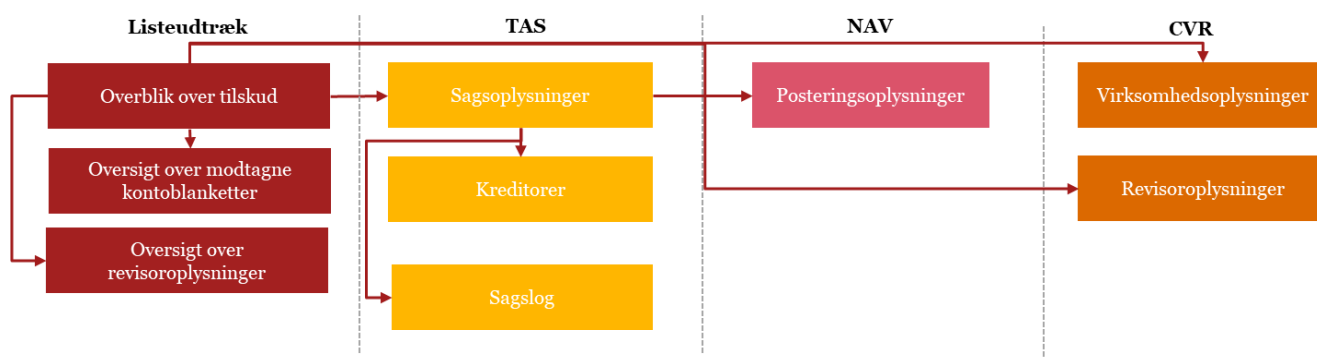 Listeudtræk
TAS
NAV
CVR
Overblik over tilskud
Sagsoplysninger
Posteringsoplysninger
Virksomhedsoplysninger
Oversigt over modtagne
kontoblanketter
Kreditorer
Revisoroplysninger
Oversigt over
revisoroplysninger
Sagslog